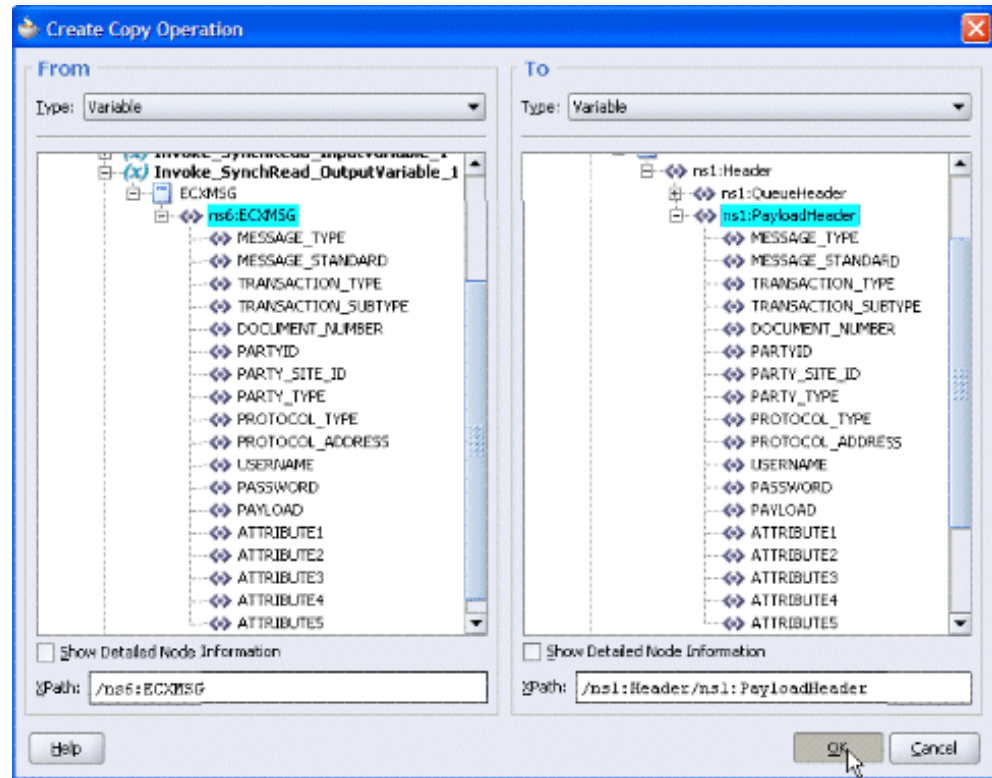 Create Copy Operation
From
Type: Variable
Invoke_SynchRead_InputVariable_1
Invoke_SynchRead_OutputVariable_1
ECXMSG
ns6:ECXMSG
MESSAGE_TYPE
MESSAGE_STANDARD
TRANSACTION_TYPE
TRANSACTION_SUBTYPE
DOCUMENT_NUMBER
PARTYID
PARTY_SITE_ID
PARTY_TYPE
PROTOCOL_TYPE
PROTOCOL_ADDRESS
USERNAME
PASSWORD
PAYLOAD
ATTRIBUTE1
ATTRIBUTE2
ATTRIBUTE3
ATTRIBUTE4
ATTRIBUTE5
Show Detailed Node Information
XPath: /ns6:ECXMSG
To
Type: Variable
ns1:Header
ns1:QueueHeader
ns1:PayloadHeader
MESSAGE_TYPE
MESSAGE_STANDARD
TRANSACTION_TYPE
TRANSACTION_SUBTYPE
DOCUMENT_NUMBER
PARTYID
PARTY_SITE_ID
PARTY_TYPE
PROTOCOL_TYPE
PROTOCOL_ADDRESS
USERNAME
PASSWORD
PAYLOAD
ATTRIBUTE1
ATTRIBUTE2
ATTRIBUTE3
ATTRIBUTE4
ATTRIBUTE5
Show Detailed Node Information
XPath: /ns1:Header/ns1:PayloadHeader
Help
OK
Cancel